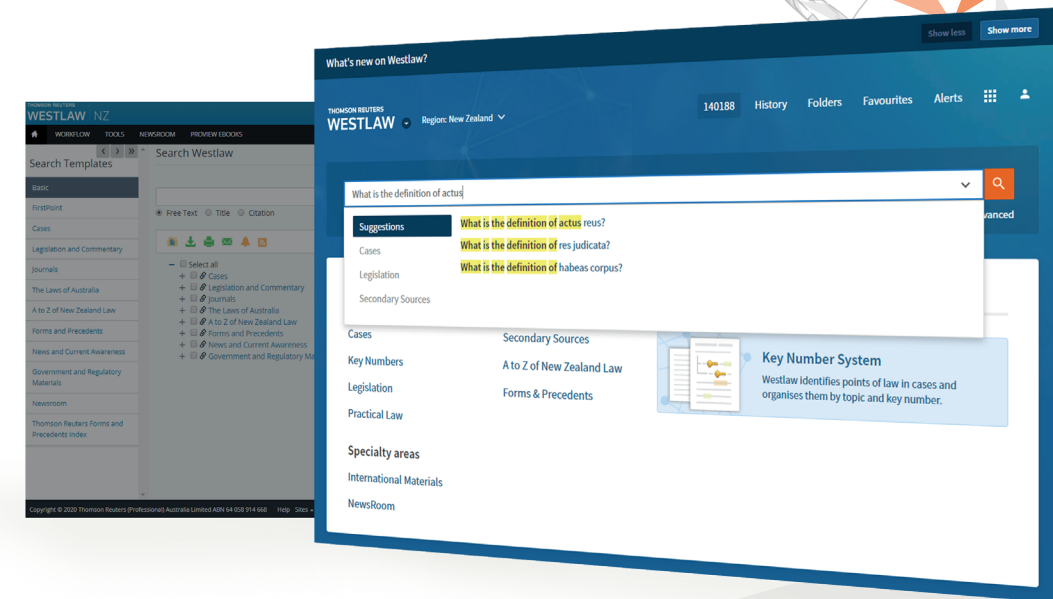 THOMSON REUTERS
WESTLAW NZ
WORKFLOW TOOLS NEWSROOM PROVIEW EBOOKS
Search Templates
Basic
FirstPoint
Cases
Legislation and Commentary
Journals
The Laws of Australia
A to Z of New Zealand Law
Forms and Precedents
News and Current Awareness
Government and Regulatory
Materials
Newsroom
Thomson Reuters Forms and
Precedents Index
Search Westlaw
Free Text Title Citation
Select all
Cases
Legislation and Commentary
Journals
The Laws of Australia
A to Z of New Zealand Law
Forms and Precedents
News and Current Awareness
Government and Regulatory Ma
Copyright © 2020 Thomson Reuters (Professional) Australia Limited ABN 64 058 914 668 Help Sites
Show less Show more
What's new on Westlaw?
THOMSON REUTERS
WESTLAW
Region: New Zealand
140188 History Folders Favourites Alerts
What is the definition of actus
vanced
Suggestions
Cases
Legislation
Secondary Sources
What is the definition of actus reus?
What is the definition of res judicata?
What is the definition of habeas corpus?
Cases
Key Numbers
Legislation
Practical Law
Secondary Sources
A to Z of New Zealand Law
Forms & Precedents
Key Number System
Westlaw identifies points of law in cases and
organises them by topic and key number.
Specialty areas
International Materials
NewsRoom